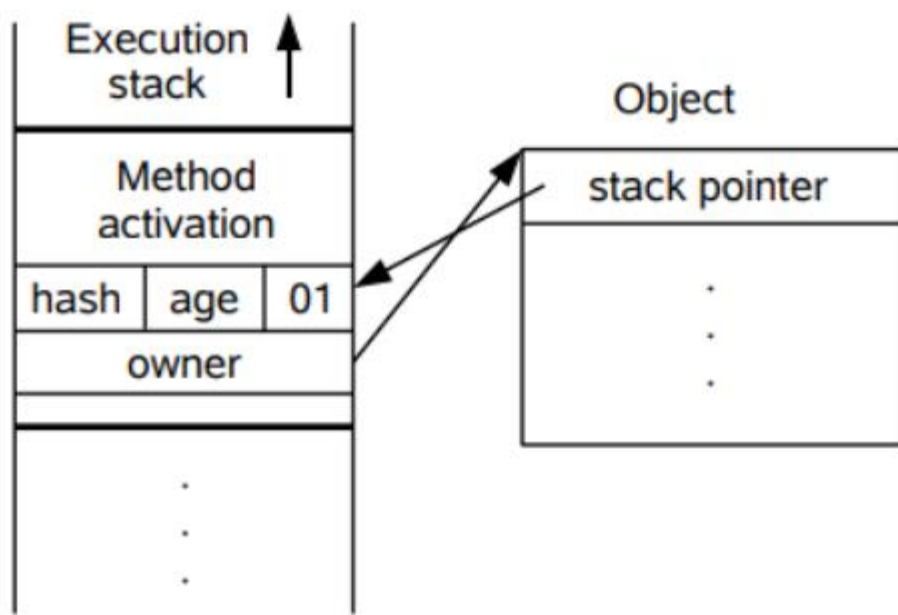 Execution
stack
Object
Method
activation
stack pointer
hash age 01
owner